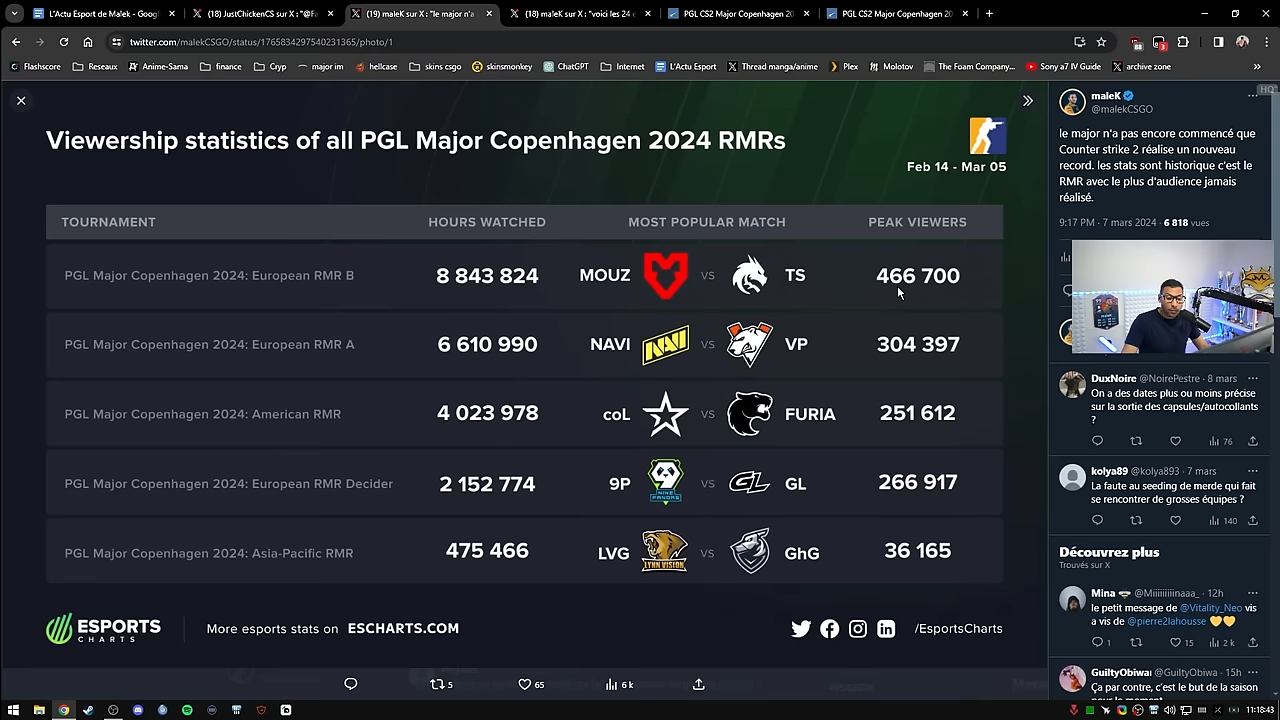 L'Actu Esport de Malek - Googl
(18) JustChickenCS sur X : "@Fa
(19) maleK sur X : "le major n'a
(18) maleK sur X : "voici les 24 é
PGL CS2 Major Copenhagen 20
PGL CS2 Major Copenhagen 20
twitter.com/malekCSGO/status/1765834297540231365/photo/1
Flashscore
Reseaux
Anime-Sama
finance
Cryp
major im
hellcase
skins csgo
skinsmonkey
ChatGPT
Internet
L'Actu Esport
Thread manga/anime
Plex
Molotov
The Foam Company...
Sony a7 IV Guide
archive zone
Viewership statistics of all PGL Major Copenhagen 2024 RMRs
Feb 14 - Mar 05
TOURNAMENT HOURS WATCHED MOST POPULAR MATCH PEAK VIEWERS
PGL Major Copenhagen 2024: European RMR B 8 843 824 MOUZ VS TS 466 700
PGL Major Copenhagen 2024: European RMR A 6 610 990 NAVI NAVI VS VP 304 397
PGL Major Copenhagen 2024: American RMR 4 023 978 coL VS FURIA 251 612
PGL Major Copenhagen 2024: European RMR Decider 2 152 774 9P NINE PANDAS VS GL GL 266 917
PGL Major Copenhagen 2024: Asia-Pacific RMR 475 466 LVG LYNN VISION VS GhG 36 165
ESPORTS
CHARTS
More esports stats on ESCHARTS.COM
/EsportsCharts
5
65
6 k
HQ
maleK
@malekCSGO
le major n'a pas encore commencé que
Counter strike 2 réalise un nouveau
record. les stats sont historique c'est le
RMR avec le plus d'audience jamais
réalisé.
9:17 PM · 7 mars 2024 · 6 818 vues
DuxNoire @NoirePestre · 8 mars
On a des dates plus ou moins précise
sur la sortie des capsules/autocollants
?
76
kolya89 @kolya893 · 7 mars
La faute au seeding de merde qui fait
se rencontrer de grosses équipes ?
140
Découvrez plus
Trouvés sur X
Mina @Miiiiiiiiinaaa_ · 12h
le petit message de @Vitality_Neo vis
a vis de @pierre2lahousse
1
15
2 k
GuiltyObiwa @GuiltyObiwa · 15h
Ça par contre, c'est le but de la saison
11:18:43